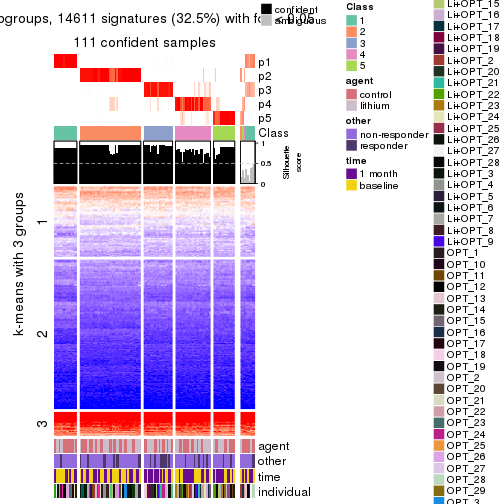 ogroups, 14611 signatures (32.5%) with fdr < 0.05
confident
ambiguous
111 confident samples
p1
p2
p3
p4
p5
Class
1
0.5
0
Silhouette
score
k-means with 3 groups
1
2
3
agent
other
time
individual
Class
1
2
3
4
5
agent
control
lithium
other
non-responder
responder
time
1 month
baseline
Li+OPT_15
Li+OPT_16
Li+OPT_17
Li+OPT_18
Li+OPT_19
Li+OPT_2
Li+OPT_20
Li+OPT_21
Li+OPT_22
Li+OPT_23
Li+OPT_24
Li+OPT_25
Li+OPT_26
Li+OPT_27
Li+OPT_28
Li+OPT_3
Li+OPT_4
Li+OPT_5
Li+OPT_6
Li+OPT_7
Li+OPT_8
Li+OPT_9
OPT_1
OPT_10
OPT_11
OPT_12
OPT_13
OPT_14
OPT_15
OPT_16
OPT_17
OPT_18
OPT_19
OPT_2
OPT_20
OPT_21
OPT_22
OPT_23
OPT_24
OPT_25
OPT_26
OPT_27
OPT_28
OPT_29